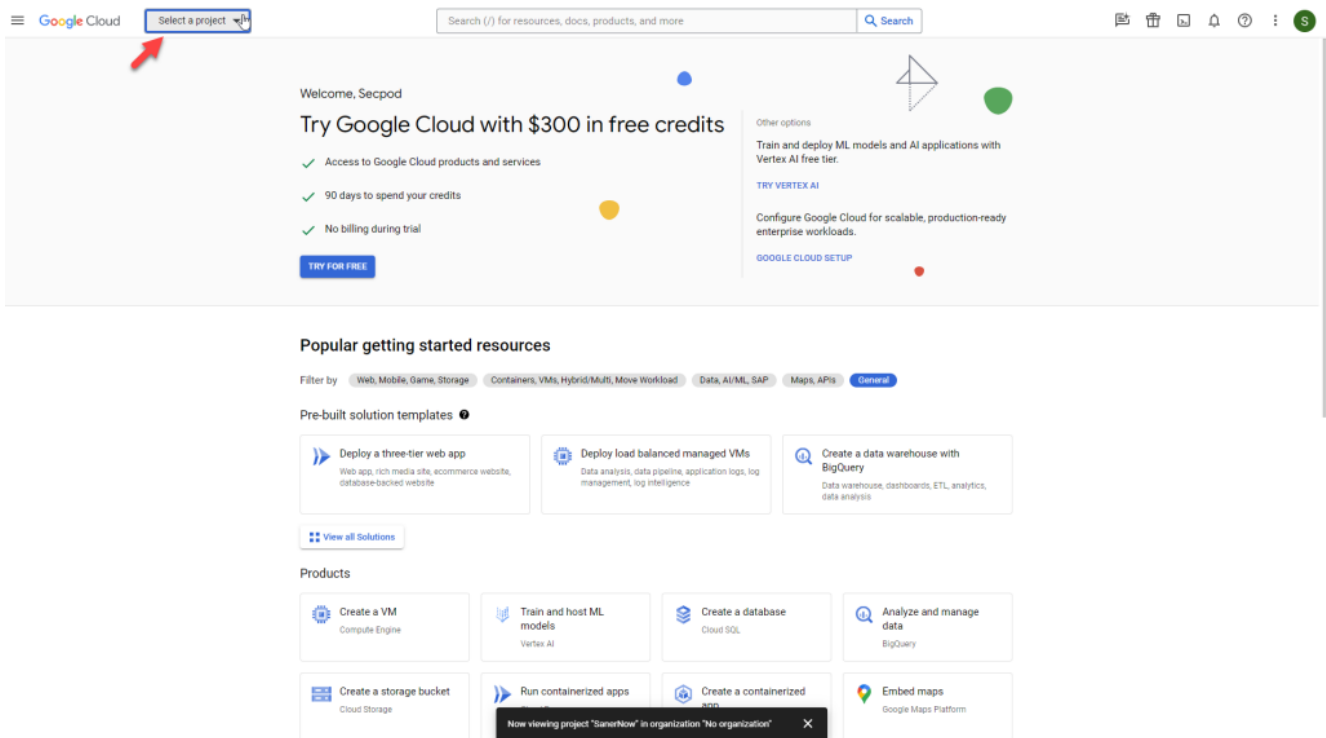 Google Cloud
Select a project
Search (/) for resources, docs, products, and more
Search
S
Welcome, Secpod
Try Google Cloud with $300 in free credits
Access to Google Cloud products and services
90 days to spend your credits
No billing during trial
TRY FOR FREE
Other options
Train and deploy ML models and AI applications with
Vertex AI free tier.
TRY VERTEX AI
Configure Google Cloud for scalable, production-ready
enterprise workloads.
GOOGLE CLOUD SETUP
Popular getting started resources
Filter by
Web, Mobile, Game, Storage
Containers, VMs, Hybrid/Multi, Move Workload
Data, AI/ML, SAP
Maps, APIs
General
Pre-built solution templates
Deploy a three-tier web app
Web app, rich media site, ecommerce website,
database-backed website
Deploy load balanced managed VMs
Data analysis, data pipeline, application logs, log
management, log intelligence
Create a data warehouse with
BigQuery
Data warehouse, dashboards, ETL, analytics,
data analysis
View all Solutions
Products
Create a VM
Compute Engine
Train and host ML
models
Vertex AI
Create a database
Cloud SQL
Analyze and manage
data
BigQuery
Create a storage bucket
Cloud Storage
Run containerized apps
Create a containerized
app
Embed maps
Google Maps Platform
Now viewing project "SanerNow" in organization "No organization"